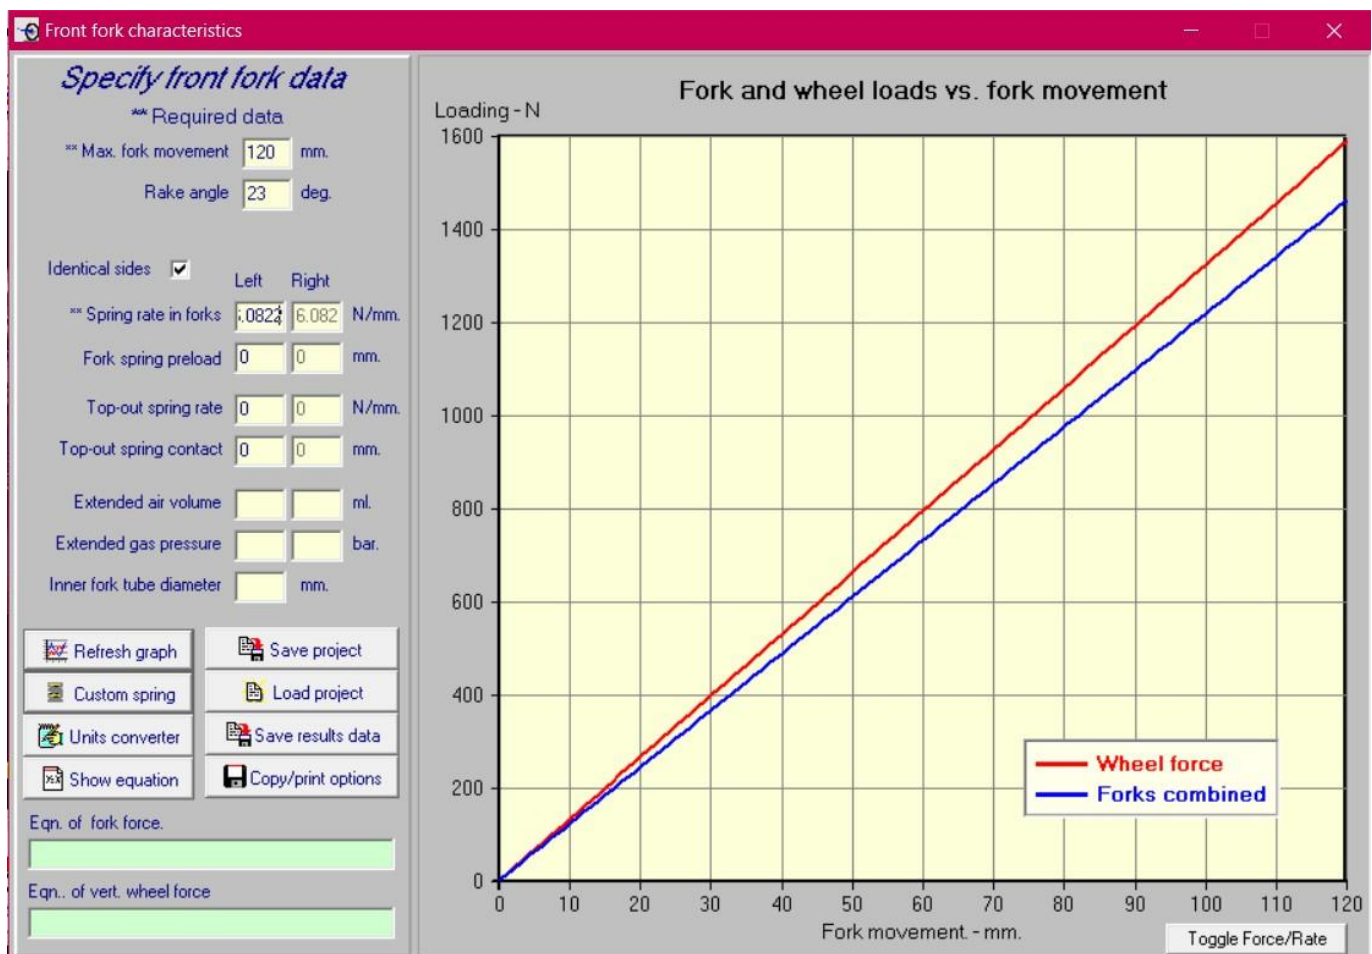 Front fork characteristics
Specify front fork data
** Required data
** Max. fork movement 120 mm.
Rake angle 23 deg.
Identical sides
Left Right
** Spring rate in forks .0822 6.082 N/mm.
Fork spring preload 0 0 mm.
Top-out spring rate 0 0 N/mm.
Top-out spring contact 0 0 mm.
Extended air volume ml.
Extended gas pressure bar.
Inner fork tube diameter mm.
Refresh graph Save project
Custom spring Load project
Units converter Save results data
Show equation Copy/print options
Eqn. of fork force.
Eqn.. of vert. wheel force
Fork and wheel loads vs. fork movement
Loading - N
1600
1400
1200
1000
800
600
400
200
0
Wheel force
Forks combined
0 10 20 30 40 50 60 70 80 90 100 110 120
Fork movement. - mm.
Toggle Force/Rate